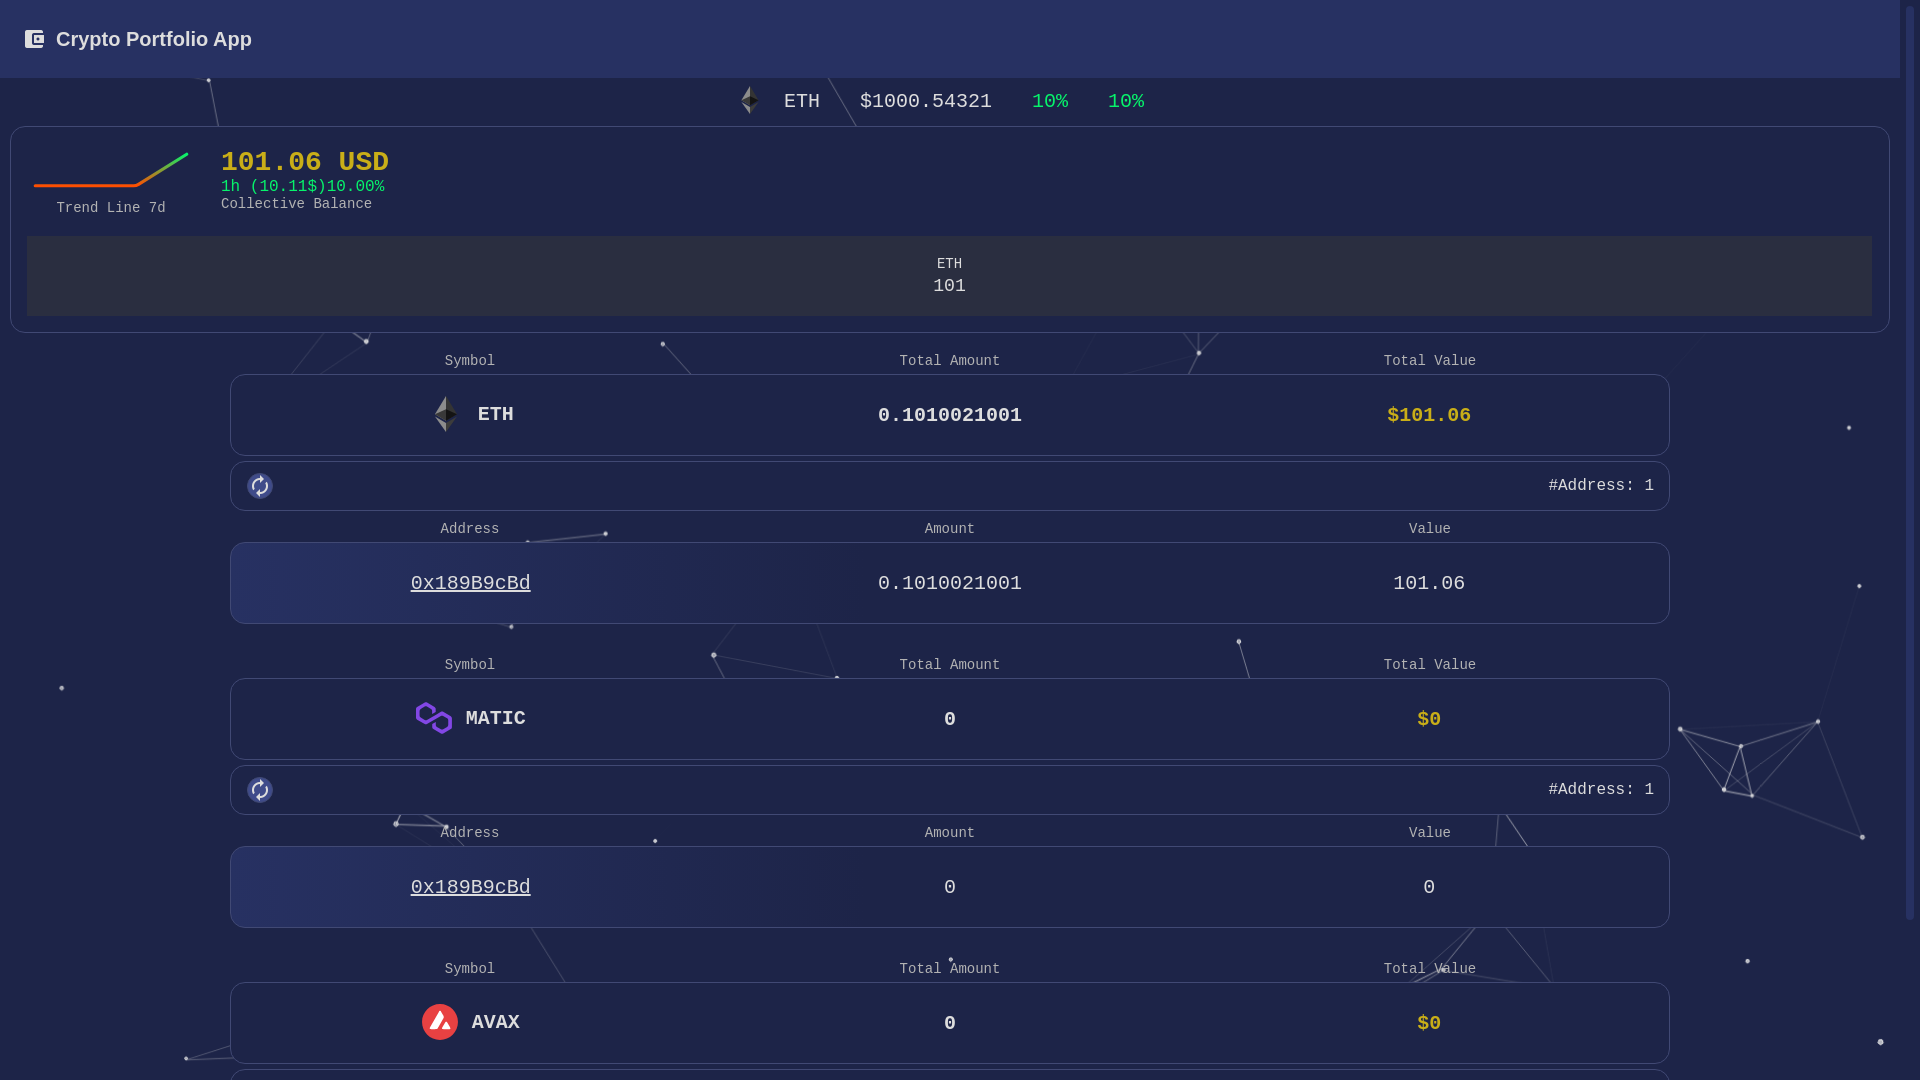 Crypto Portfolio App
ETH $1000.54321 10% 10%
101.06 USD
1h (10.11$)10.00%
Collective Balance
Trend Line 7d
ETH
101
Symbol Total Amount Total Value
ETH 0.1010021001 $101.06
#Address: 1
Address Amount Value
0x189B9cBd 0.1010021001 101.06
Symbol Total Amount Total Value
MATIC 0 $0
#Address: 1
Address Amount Value
0x189B9cBd 0 0
Symbol Total Amount Total Value
AVAX 0 $0